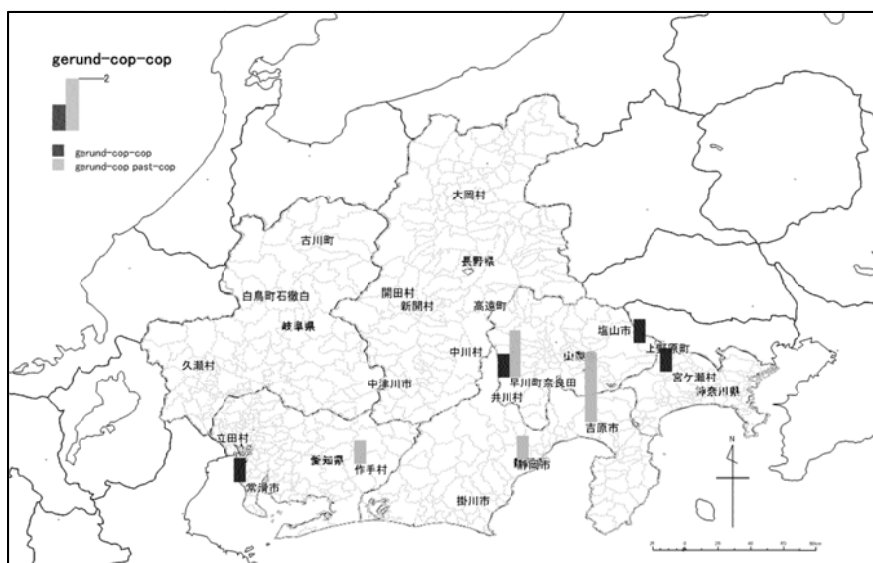 gerund-cop-cop
2
gerund-cop-cop
gerund-cop past-cop
大岡村
古川町
長野県
白鳥町石徹白
開田村
高遠町
新開村
岐阜県
塩山市
上野原町
久瀬村
中川村
宮ケ瀬村
中津川市
早川町奈良田
神奈川県
井川村
吉原市
立田村
愛知県
作手村
静岡市
常滑市
掛川市
N